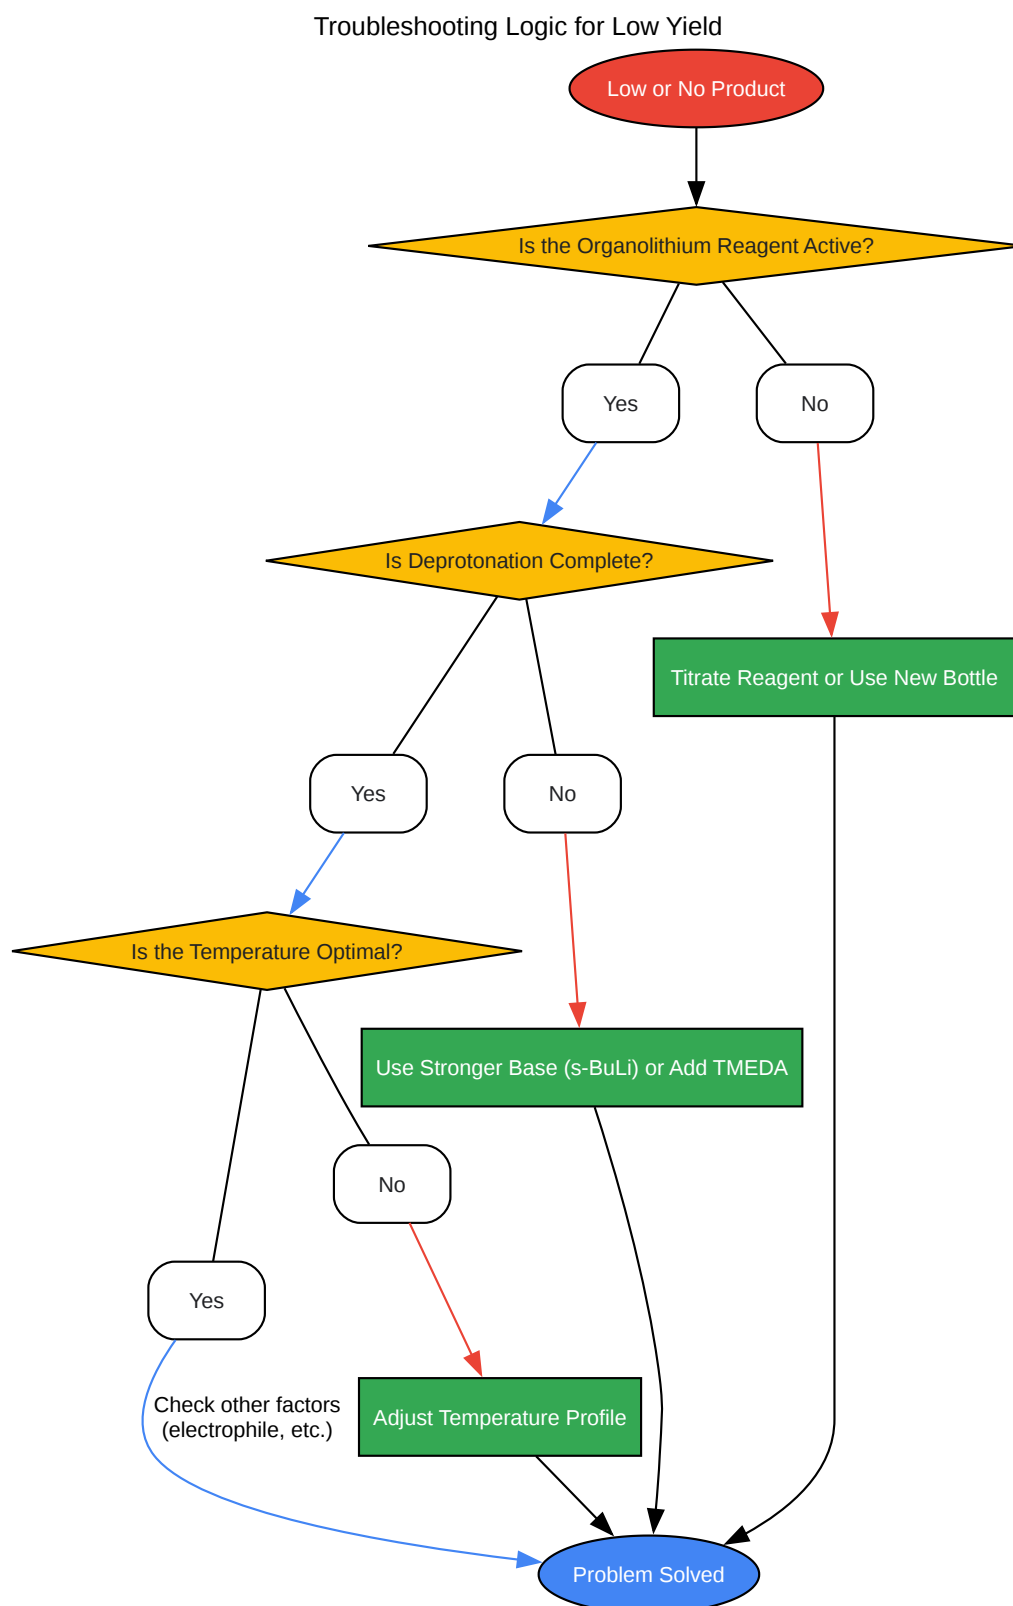 Troubleshooting Logic for Low Yield
Low or No Product
Is the Organolithium Reagent Active?
Yes
No
Is Deprotonation Complete?
Titrate Reagent or Use New Bottle
Yes
No
Is the Temperature Optimal?
Use Stronger Base (s-BuLi) or Add TMEDA
No
Yes
Check other factors
(electrophile, etc.)
Adjust Temperature Profile
Problem Solved